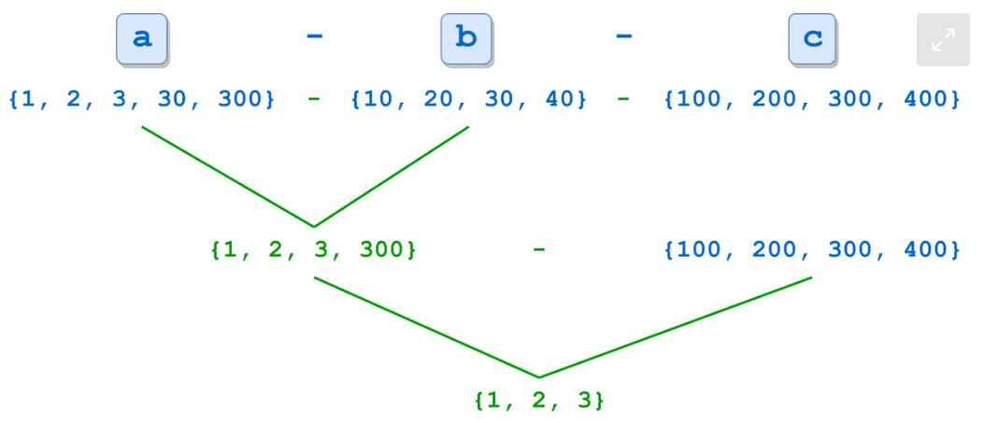 a - b - c
{1, 2, 3, 30, 300} - {10, 20, 30, 40} - {100, 200, 300, 400}
{1, 2, 3, 300} - {100, 200, 300, 400}
{1, 2, 3}